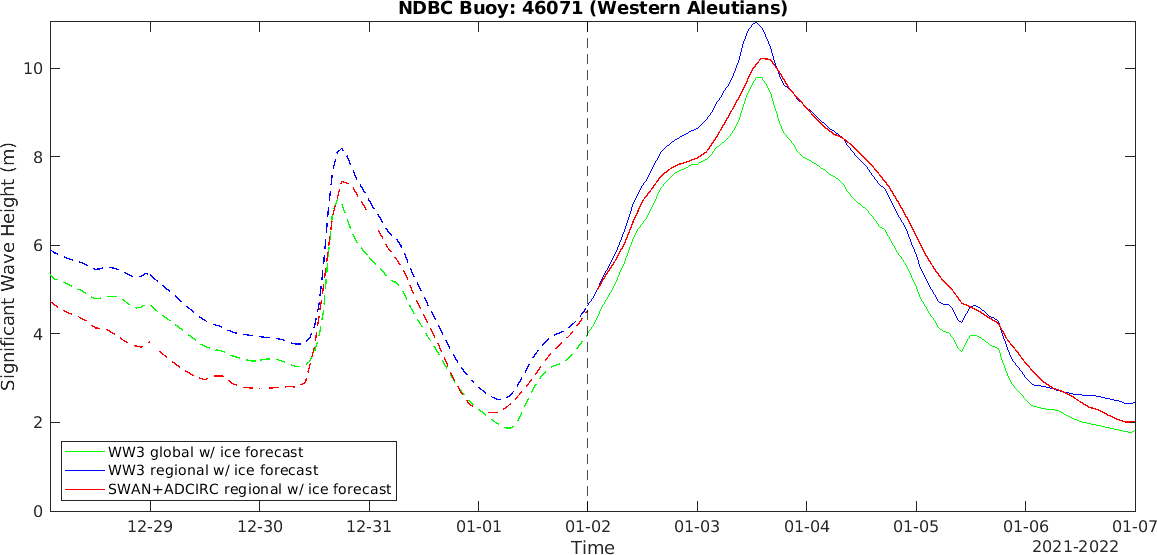 NDBC Buoy: 46071 (Western Aleutians)
Significant Wave Height (m)
10
8
6
4
2
0
WW3 global w/ ice forecast
WW3 regional w/ ice forecast
SWAN+ADCIRC regional w/ ice forecast
12-29 12-30 12-31 01-01 01-02 01-03 01-04 01-05 01-06 01-07
Time
2021-2022